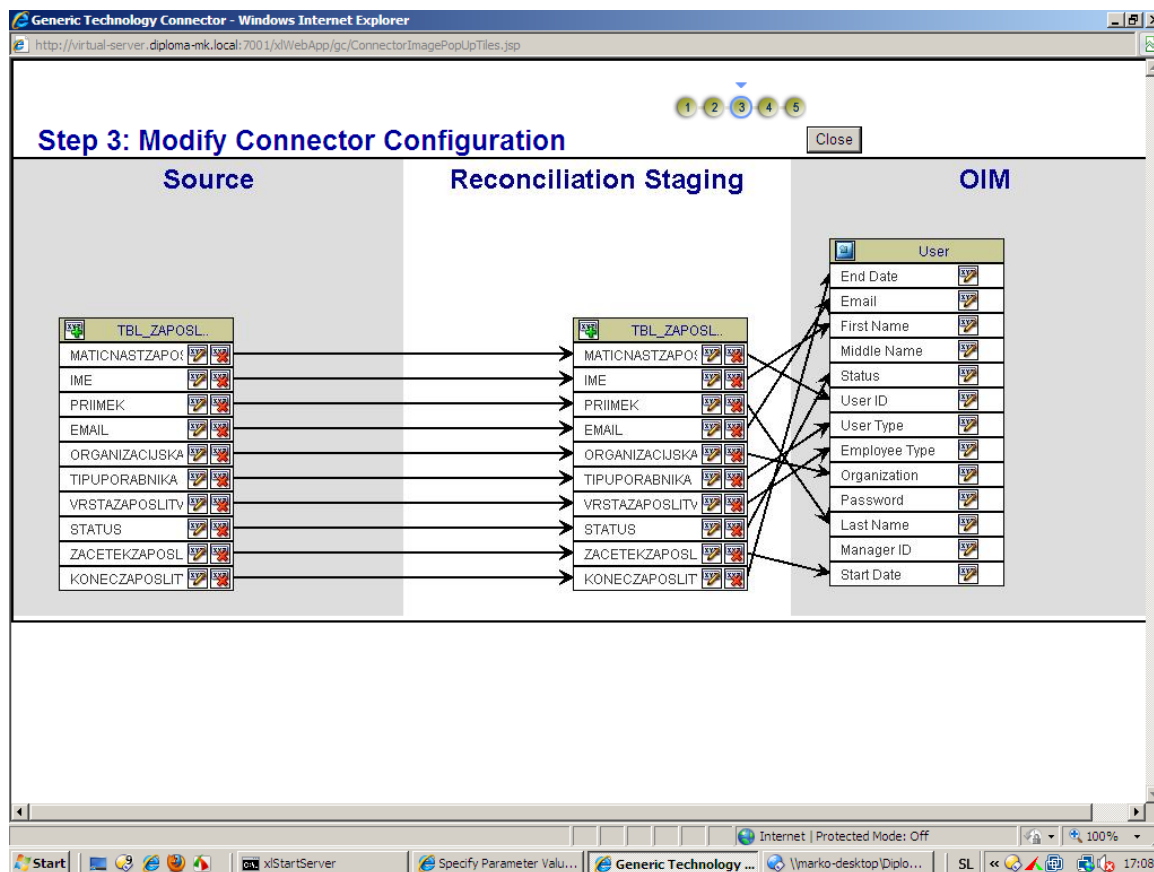 Generic Technology Connector - Windows Internet Explorer
http://virtual-server.diploma-mk.local:7001/xlWebApp/gc/ConnectorImagePopUpTiles.jsp
1 2 3 4 5
Step 3: Modify Connector Configuration
Close
Source
Reconciliation Staging
OIM
TBL_ZAPOSL..
MATICNASTZAPOS
IME
PRIIMEK
EMAIL
ORGANIZACIJSKA
TIPUPORABNIKA
VRSTAZAPOSLITV
STATUS
ZACETEKZAPOSL
KONECZAPOSLIT
TBL_ZAPOSL..
MATICNASTZAPOS
IME
PRIIMEK
EMAIL
ORGANIZACIJSKA
TIPUPORABNIKA
VRSTAZAPOSLITV
STATUS
ZACETEKZAPOSL
KONECZAPOSLIT
User
End Date
Email
First Name
Middle Name
Status
User ID
User Type
Employee Type
Organization
Password
Last Name
Manager ID
Start Date
Internet | Protected Mode: Off
100%
Start
xlStartServer
Specify Parameter Valu...
Generic Technology ...
\\marko-desktop\Diplo...
SL
17:08